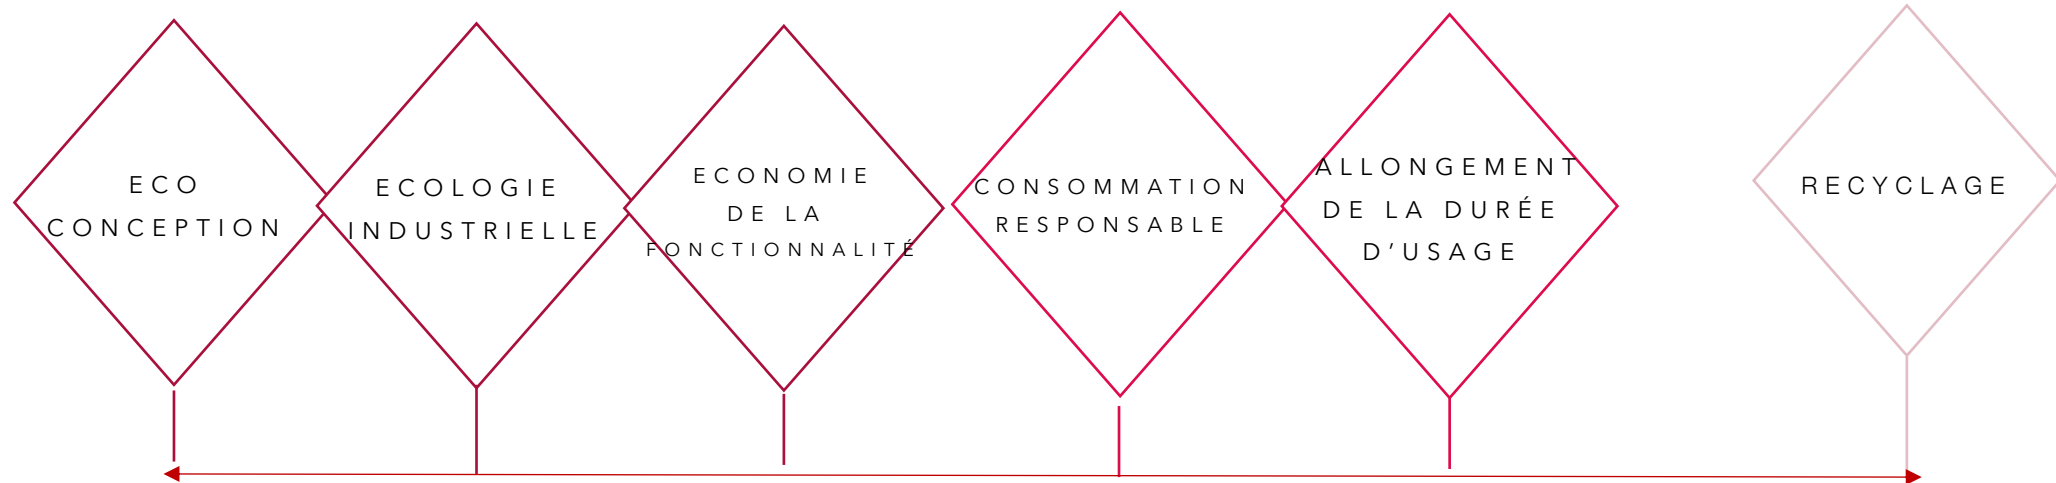 ECO
CONCEPTION
ECOLOGIE
INDUSTRIELLE
ECONOMIE
DE LA
FONCTIONNALITÉ
CONSOMMATION
RESPONSABLE
ALLONGEMENT
DE LA DURÉE
D’USAGE
RECYCLAGE